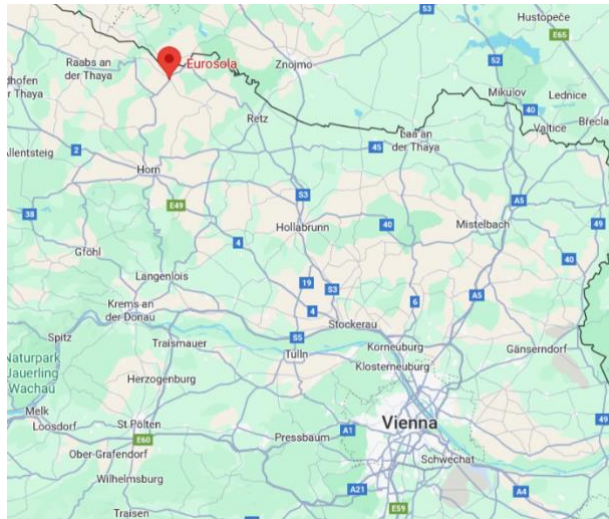 S3
Hustopeče
E65
Raabs an
der Thaya
Eurosola
Znojmo
S2
dhofen
r Thaya
Mikulov
Lednice
40
Břecla
Valtice
Retz
Laa an
der Thaya
Allentsteig
2
45
Horn
38
E49
S3
A5
49
4
Hollabrunn
40
Mistelbach
Gföhl
40
Langenlois
19
S3
6
A5
Krems an
der Donau
4
Stockerau
Spitz
Traismauer
S5
Korneuburg
Gänserndorf
Tulln
Naturpark
Jauerling
Wachau
Klosterneuburg
Herzogenburg
Melk
Loosdorf
St Pölten
A1
Vienna
49
E60
Pressbaum
Ober-Grafendorf
Schwechat
Wilhelmsburg
A21
A4
Traisen
E59